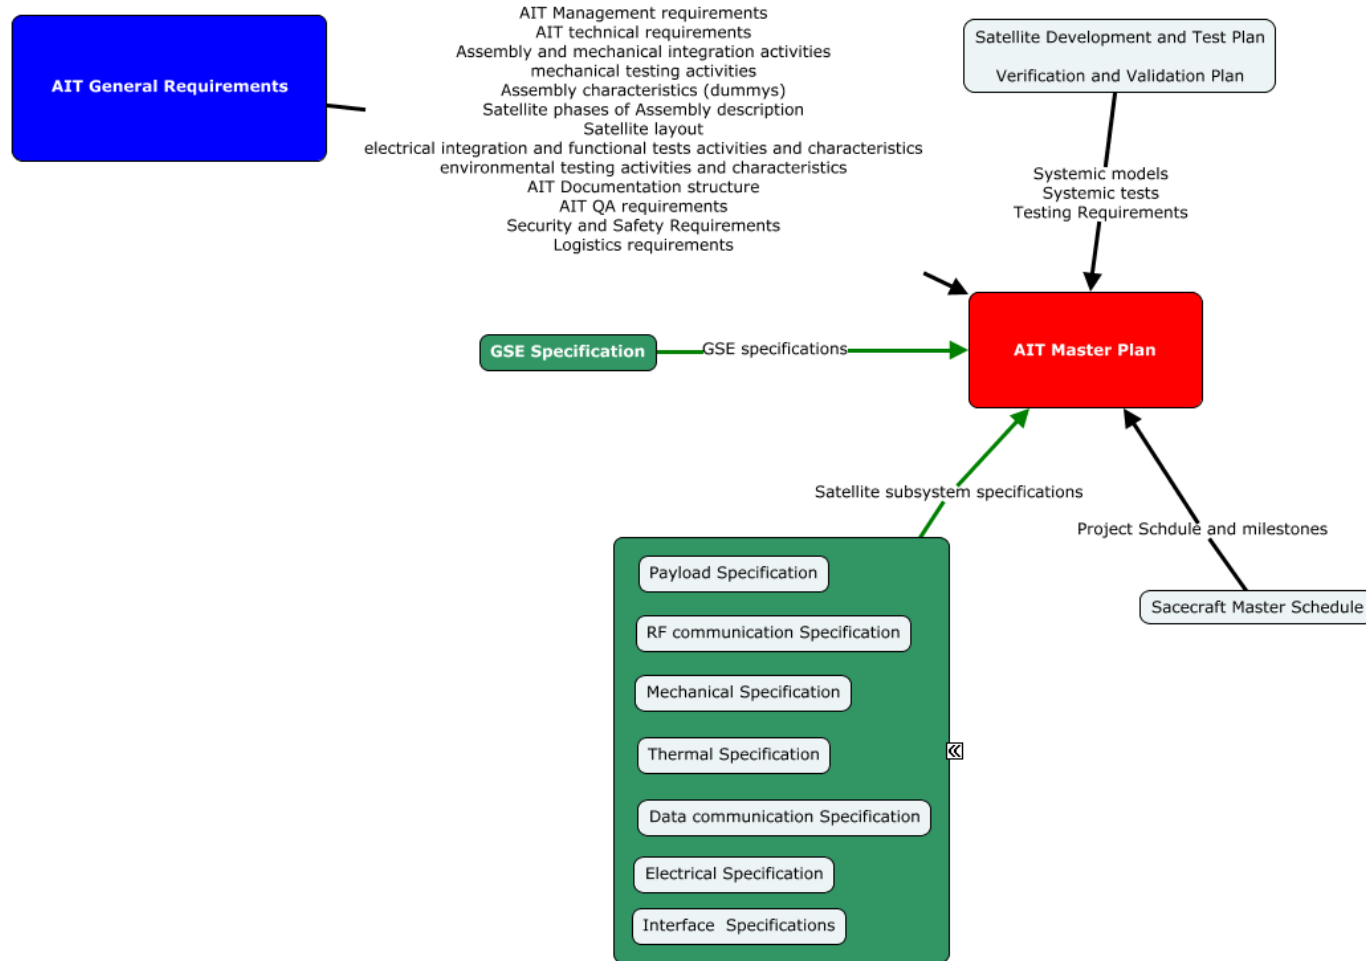 AIT General Requirements
AIT Management requirements
AIT technical requirements
Assembly and mechanical integration activities
mechanical testing activities
Assembly characteristics (dummys)
Satellite phases of Assembly description
Satellite layout
electrical integration and functional tests activities and characteristics
environmental testing activities and characteristics
AIT Documentation structure
AIT QA requirements
Security and Safety Requirements
Logistics requirements
Satellite Development and Test Plan
Verification and Validation Plan
Systemic models
Systemic tests
Testing Requirements
GSE Specification
GSE specifications
AIT Master Plan
Satellite subsystem specifications
Project Schdule and milestones
Sacecraft Master Schedule
Payload Specification
RF communication Specification
Mechanical Specification
Thermal Specification
Data communication Specification
Electrical Specification
Interface  Specifications